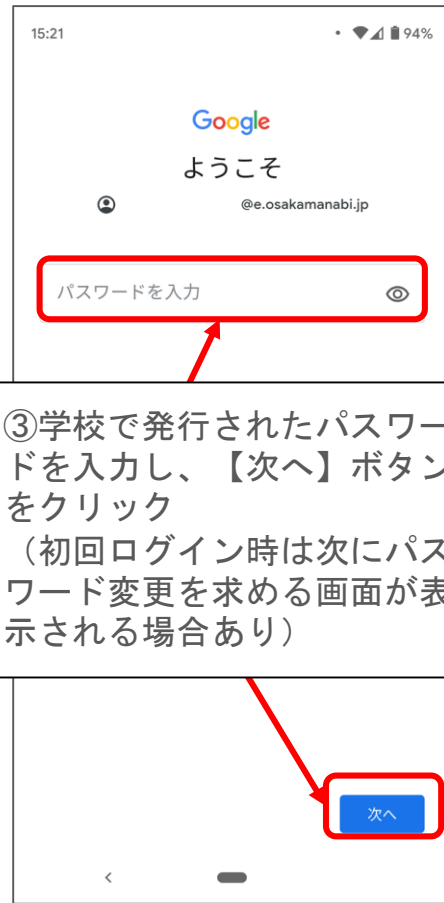 15:21
94%
Google
ようこそ
@e.osakamanabi.jp
パスワードを入力
③学校で発行されたパスワー
ドを入力し、【次へ】ボタン
をクリック
（初回ログイン時は次にパス
ワード変更を求める画面が表
示される場合あり）
次へ